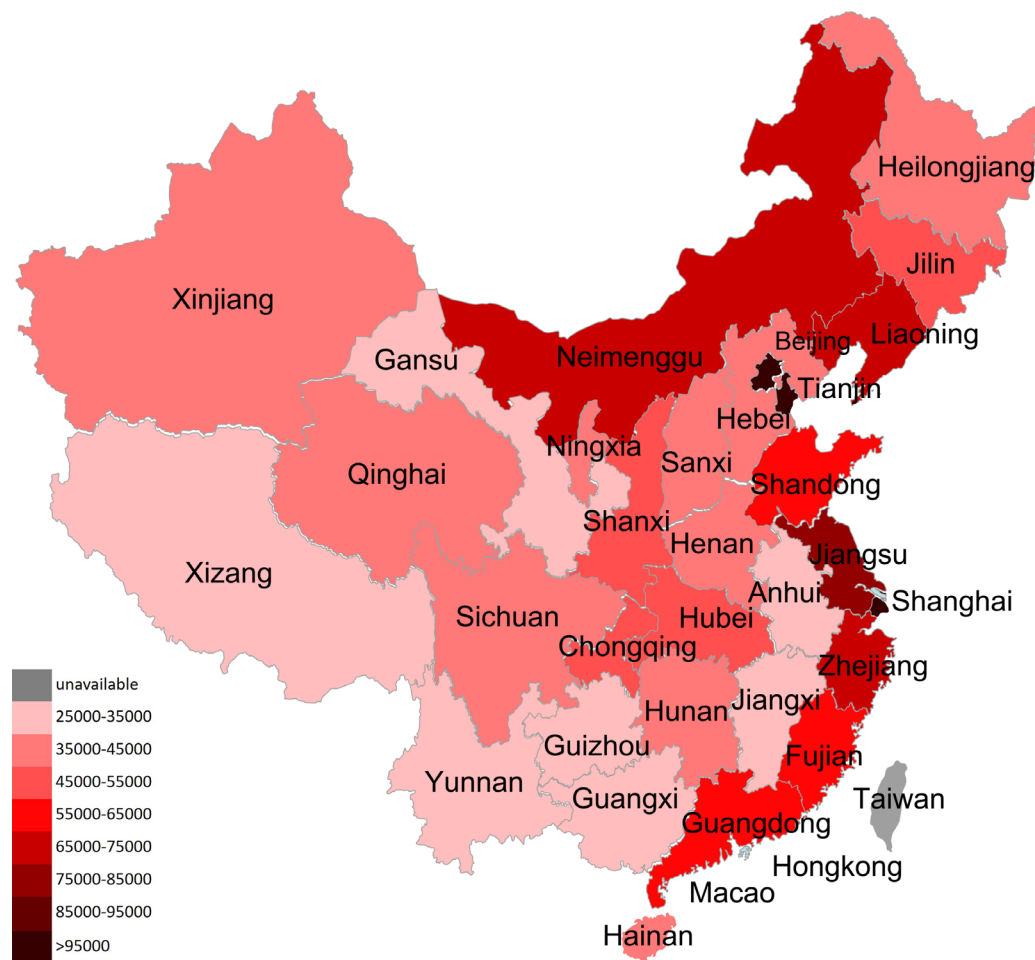 Heilongjiang
Jilin
Xinjiang
Liaoning
Beijing
Gansu
Neimenggu
Tianjin
Hebei
Ningxia
Sanxi
Qinghai
Shandong
Shanxi
Henan
Jiangsu
Xizang
Anhui
Shanghai
Sichuan
Hubei
Chongqing
Zhejiang
Jiangxi
Hunan
Guizhou
Fujian
Yunnan
Guangxi
Taiwan
Guangdong
Hongkong
Macao
Hainan
unavailable
25000-35000
35000-45000
45000-55000
55000-65000
65000-75000
75000-85000
85000-95000
>95000